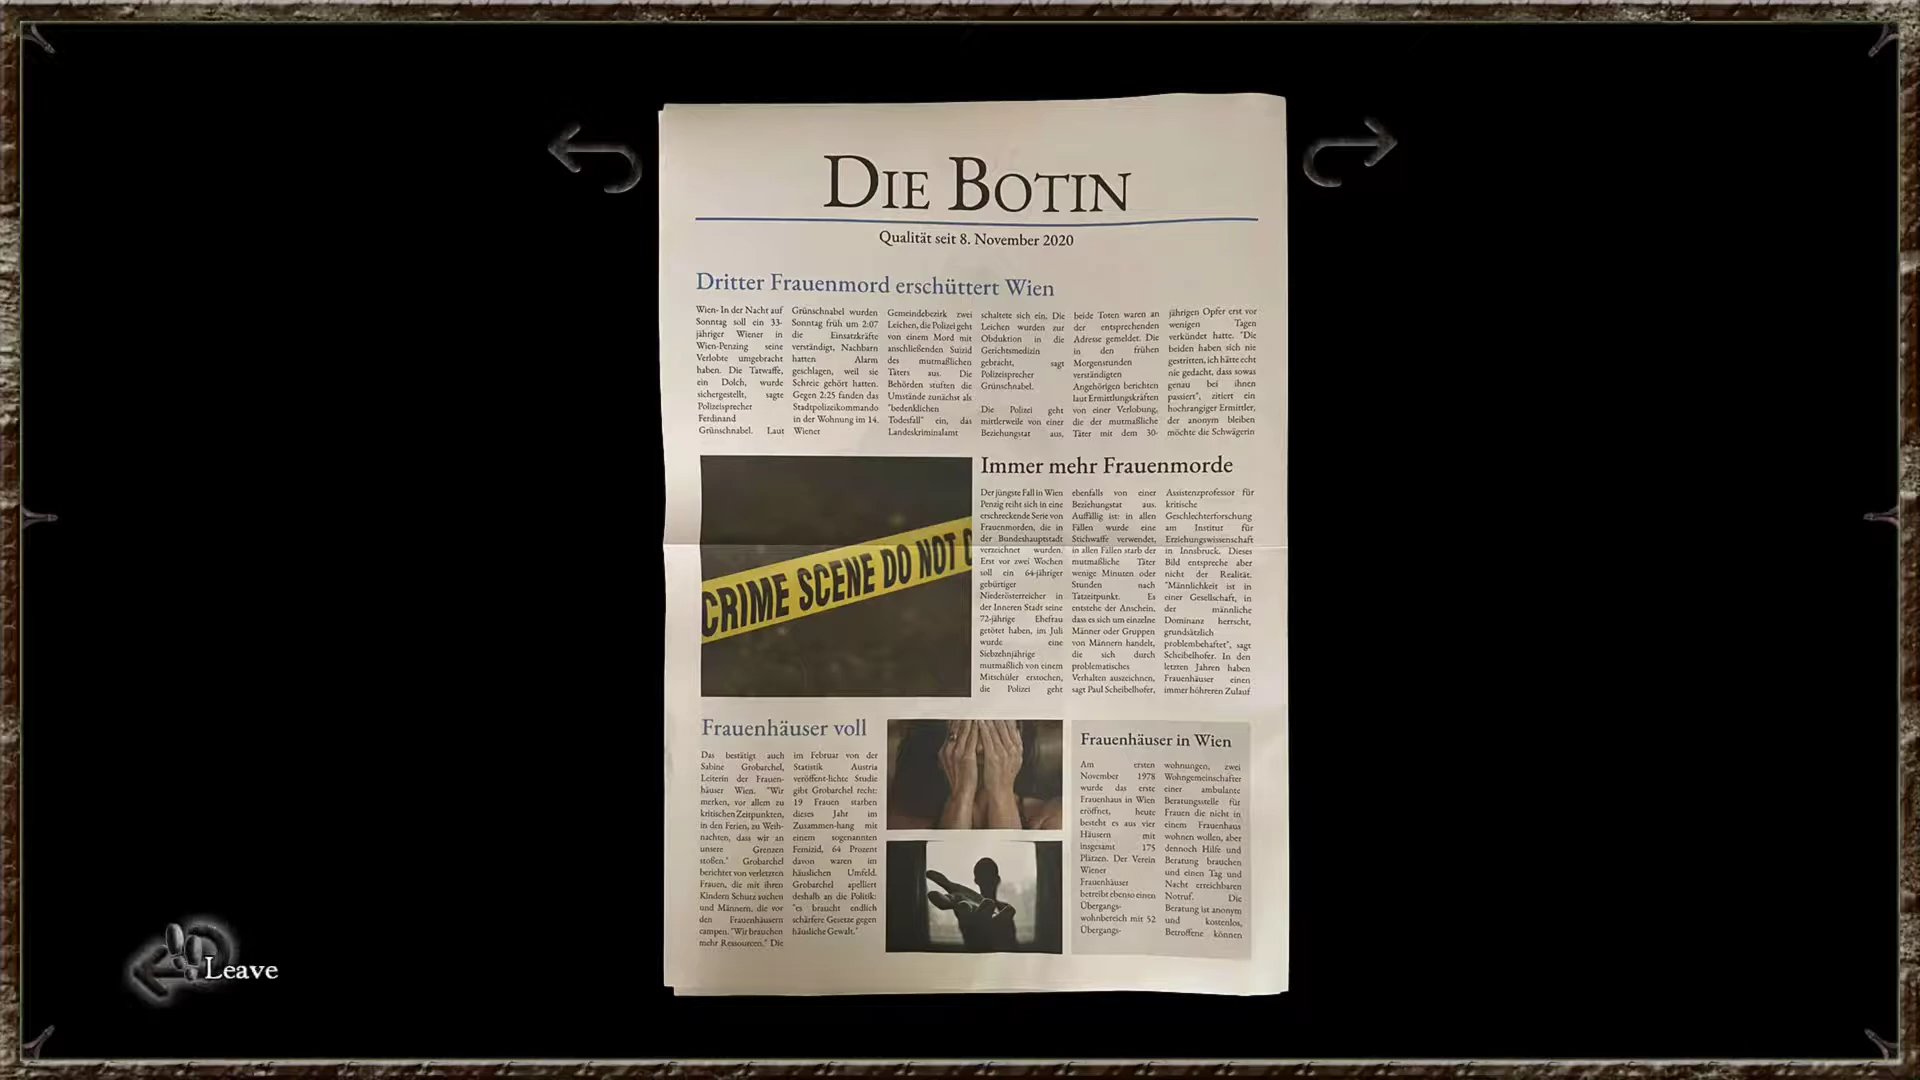 DIE BOTIN
Qualität seit 8. November 2020
Dritter Frauenmord erschüttert Wien
Wien- In der Nacht auf
Sonntag soll ein 33-
jähriger Wiener in
Wien-Penzing seine
Verlobte umgebracht
haben. Die Tatwaffe,
ein Dolch, wurde
sichergestellt, sagte
Polizeisprecher
Ferdinand
Grünschnabel. Laut
Grünschnabel wurden
Sonntag früh um 2:07
die Einsatzkräfte
verständigt, Nachbarn
hatten Alarm
geschlagen, weil sie
Schreie gehört hatten.
Gegen 2:25 fanden das
Stadtpolizeikommando
in der Wohnung im 14.
Wiener
Gemeindebezirk zwei
Leichen, die Polizei geht
von einem Mord mit
anschließenden Suizid
des mutmaßlichen
Täters aus. Die
Behörden stuften die
Umstände zunächst als
"bedenklichen
Todesfall" ein, das
Landeskriminalamt
schaltete sich ein. Die
Leichen wurden zur
Obduktion in die
Gerichtsmedizin
gebracht, sagt
Polizeisprecher
Grünschnabel.
Die Polizei geht
mittlerweile von einer
Beziehungstat aus,
beide Toten waren an
der entsprechenden
Adresse gemeldet. Die
in den frühen
Morgenstunden
verständigten
Angehörigen berichten
laut Ermittlungskräften
von einer Verlobung,
die der mutmaßliche
Täter mit dem 30-
jährigen Opfer erst vor
wenigen Tagen
verkündet hatte. "Die
beiden haben sich nie
gestritten, ich hätte echt
nie gedacht, dass sowas
genau bei ihnen
passiert", zitiert ein
hochrangiger Ermittler,
der anonym bleiben
möchte die Schwägerin
CRIME SCENE DO NOT C
Immer mehr Frauenmorde
Der jüngste Fall in Wien
Penzig reiht sich in eine
erschreckende Serie von
Frauenmorden, die in
der Bundeshauptstadt
verzeichnet wurden.
Erst vor zwei Wochen
soll ein 64-jähriger
gebürtiger
Niederösterreicher in
der Inneren Stadt seine
72-jährige Ehefrau
getötet haben, im Juli
wurde eine
Siebzehnjährige
mutmaßlich von einem
Mitschüler erstochen,
die Polizei geht
ebenfalls von einer
Beziehungstat aus.
Auffällig ist: in allen
Fällen wurde eine
Stichwaffe verwendet,
in allen Fällen starb der
mutmaßliche Täter
wenige Minuten oder
Stunden nach
Tatzeitpunkt. Es
entstehe der Anschein,
dass es sich um einzelne
Männer oder Gruppen
von Männern handelt,
die sich durch
problematisches
Verhalten auszeichnen,
sagt Paul Scheibelhofer,
Assistenzprofessor für
kritische
Geschlechterforschung
am Institut für
Erziehungswissenschaft
in Innsbruck. Dieses
Bild entspreche aber
nicht der Realität.
"Männlichkeit ist in
einer Gesellschaft, in
der männliche
Dominanz herrscht,
grundsätzlich
problembehaftet", sagt
Scheibelhofer. In den
letzten Jahren haben
Frauenhäuser einen
immer höhreren Zulauf
Frauenhäuser voll
Das bestätigt auch
Sabine Grobarchel,
Leiterin der Frauen-
häuser Wien. "Wir
merken, vor allem zu
kritischen Zeitpunkten,
in den Ferien, zu Weih-
nachten, dass wir an
unsere Grenzen
stoßen." Grobarchel
berichtet von verletzten
Frauen, die mit ihren
Kindern Schutz suchen
und Männern, die vor
den Frauenhäusern
campen. "Wir brauchen
mehr Ressourcen." Die
im Februar von der
Statistik Austria
veröffent-lichte Studie
gibt Grobarchel recht:
19 Frauen starben
dieses Jahr im
Zusammen-hang mit
einem sogenannten
Femizid, 64 Prozent
davon waren im
häuslichen Umfeld.
Grobarchel apelliert
deshalb an die Politik:
"es braucht endlich
schärfere Gesetze gegen
häusliche Gewalt."
Frauenhäuser in Wien
Am ersten
November 1978
wurde das erste
Frauenhaus in Wien
eröffnet, heute
besteht es aus vier
Häusern mit
insgesamt 175
Plätzen. Der Verein
Wiener
Frauenhäuser
betreibt ebenso einen
Übergangs-
wohnbereich mit 52
Übergangs-
wohnungen, zwei
Wohngemeinschafter
einer ambulante
Beratungsstelle für
Frauen die nicht in
einem Frauenhaus
wohnen wollen, aber
dennoch Hilfe und
Beratung brauchen
und einen Tag und
Nacht erreichbaren
Notruf. Die
Beratung ist anonym
und kostenlos,
Betroffene können
Leave